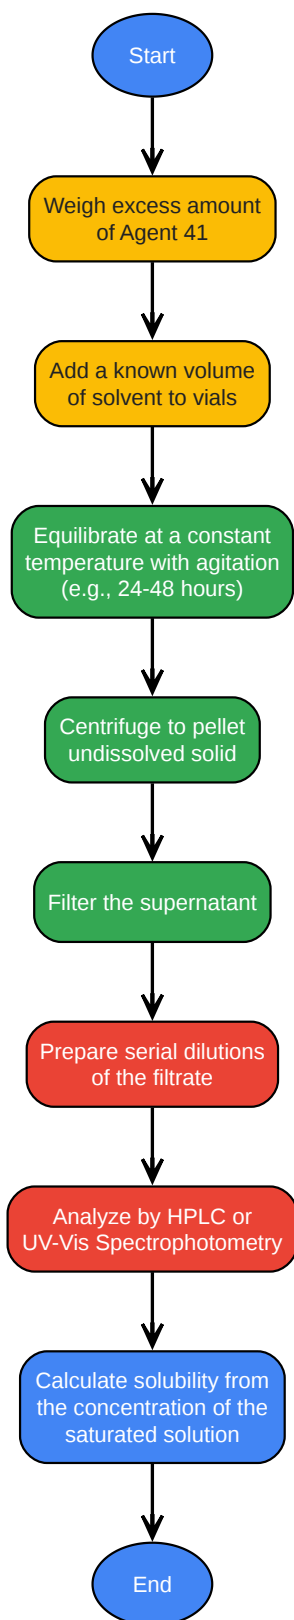 Start
Weigh excess amount
of Agent 41
Add a known volume
of solvent to vials
Equilibrate at a constant
temperature with agitation
(e.g., 24-48 hours)
Centrifuge to pellet
undissolved solid
Filter the supernatant
Prepare serial dilutions
of the filtrate
Analyze by HPLC or
UV-Vis Spectrophotometry
Calculate solubility from
the concentration of the
saturated solution
End